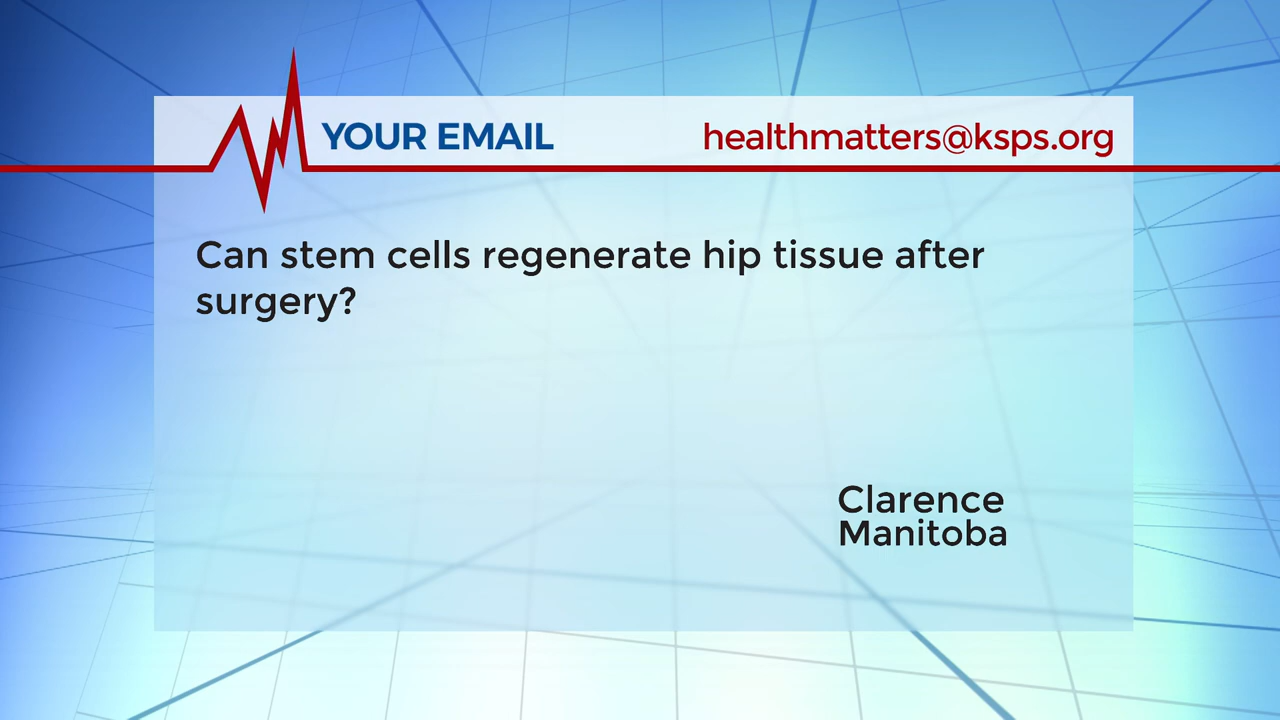 YOUR EMAIL healthmatters@ksps.org
Can stem cells regenerate hip tissue after
surgery?
Clarence
Manitoba